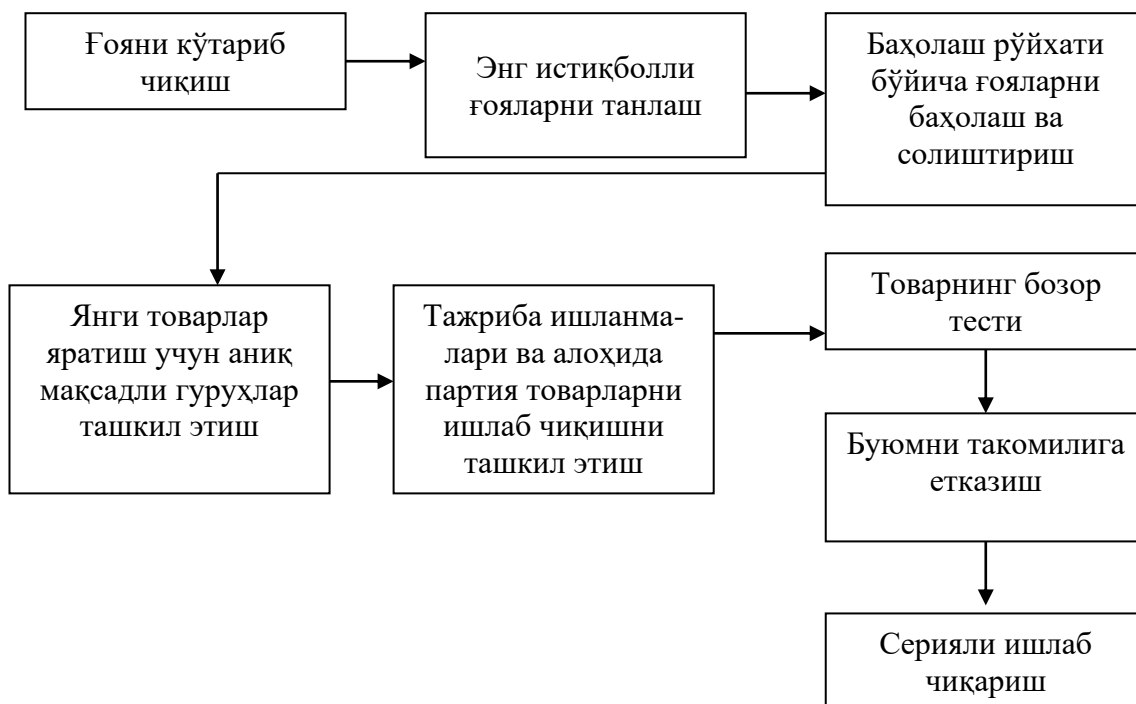 Ғояни кўтариб
чиқиш
Энг истиқболли
ғояларни танлаш
Баҳолаш рўйхати
бўйича ғояларни
баҳолаш ва
солиштириш
Янги товарлар
яратиш учун аниқ
мақсадли гуруҳлар
ташкил этиш
Тажриба ишланма-
лари ва алоҳида
партия товарларни
ишлаб чиқишни
ташкил этиш
Товарнинг бозор
тести
Буюмни такомилига
етказиш
Серияли ишлаб
чиқариш